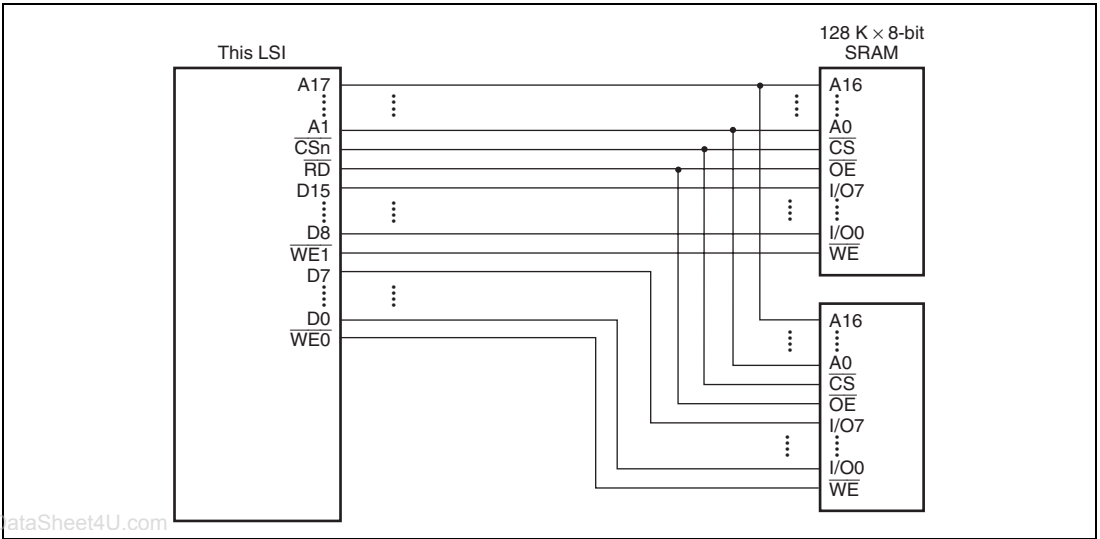 This LSI
A17
A1
CSn
RD
D15
D8
WE1
D7
D0
WE0
128 K × 8-bit
SRAM
A16
A0
CS
OE
I/O7
I/O0
WE
A16
A0
CS
OE
I/O7
I/O0
WE
ataSheet4U.com